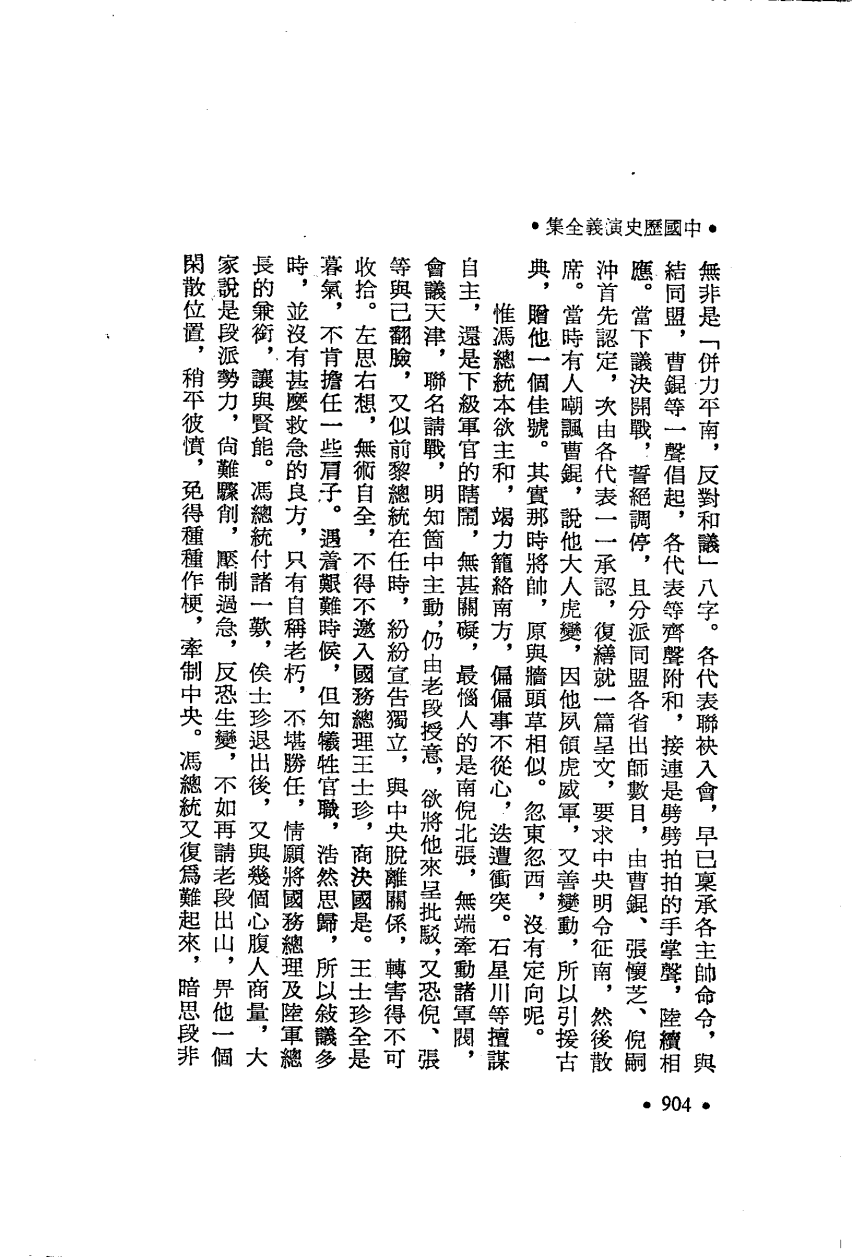 •中國歷史演義全集•
無非是「併力平南，反對和議」八字。各代表聯袂入會，早已稟承各主帥命令，與
結同盟，曹錕等一聲倡起，各代表等齊聲附和，接連是劈劈拍拍的手掌聲，陸續相
應。當下議決開戰，誓絕調停，且分派同盟各省出師數目，由曹錕、張懷芝、倪嗣
沖首先認定，次由各代表一一承認，復繕就一篇呈文，要求中央明令征南，然後散
席。當時有人嘲諷曹錕，說他大人虎變，因他夙領虎威軍，又善變動，所以引援古
典，贈他一個佳號。其實那時將帥，原與牆頭草相似。忽東忽西，沒有定向呢。
惟馮總統本欲主和，竭力籠絡南方，偏偏事不從心，迭遭衝突。石星川等擅謀
自主，還是下級軍官的瞎鬧，無甚關礙，最惱人的是南倪北張，無端牽動諸軍閥，
會議天津，聯名請戰，明知箇中主動，仍由老段授意，欲將他來呈批駁，又恐倪、張
等與己翻臉，又似前黎總統在任時，紛紛宣告獨立，與中央脫離關係，轉害得不可
收拾。左思右想，無術自全，不得不邀入國務總理王士珍，商決國是。王士珍全是
暮氣，不肯擔任一些肩子。遇着艱難時候，但知犧牲官職，浩然思歸，所以敍議多
時，並沒有甚麼救急的良方，只有自稱老朽，不堪勝任，情願將國務總理及陸軍總
長的兼銜，讓與賢能。馮總統付諸一歎，俟士珍退出後，又與幾個心腹人商量，大
家說是段派勢力，尚難驟削，壓制過急，反恐生變，不如再請老段出山，畀他一個
閑散位置，稍平彼憤，免得種種作梗，牽制中央。馮總統又復爲難起來，暗思段非
•904•